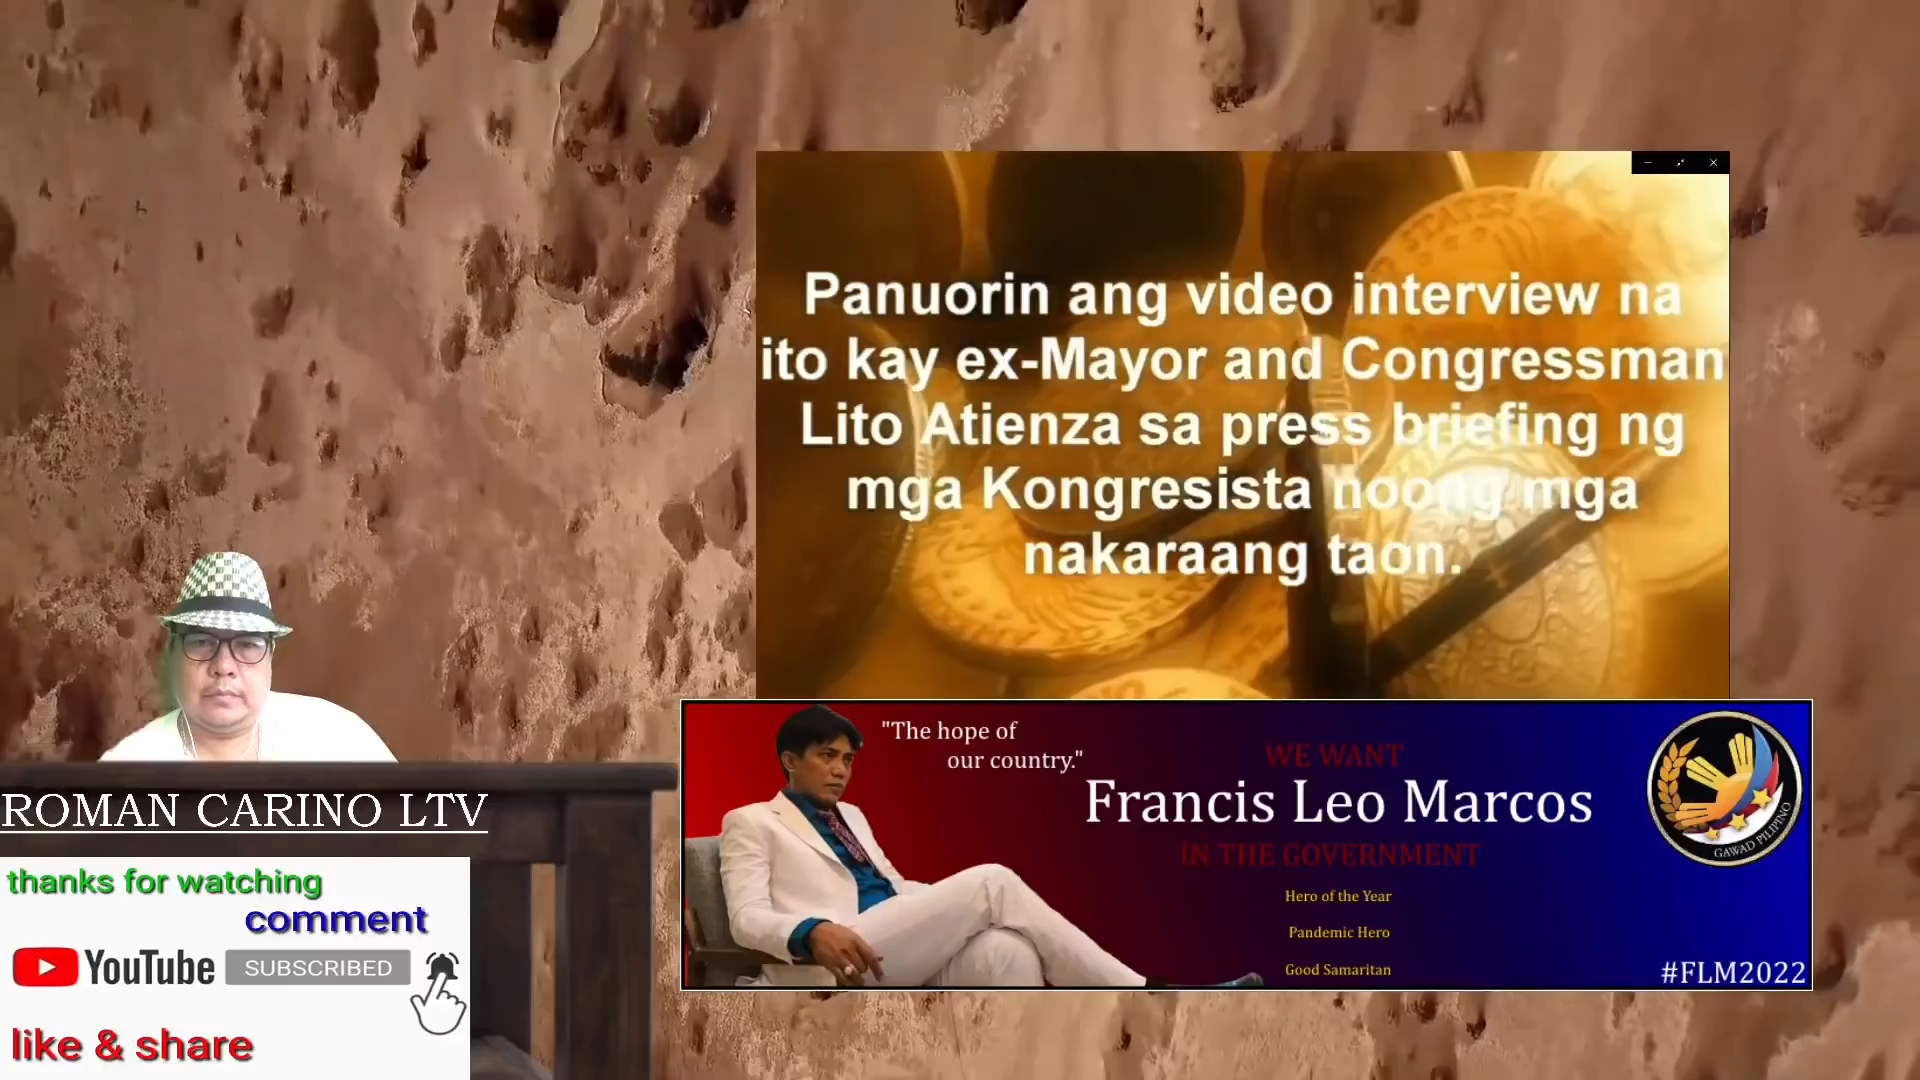 Panuorin ang video interview na
ito kay ex-Mayor and Congressman
Lito Atienza sa press briefing ng
mga Kongresista noong mga
nakaraang taon.
"The hope of
our country."
WE WANT
Francis Leo Marcos
IN THE GOVERNMENT
Hero of the Year
Pandemic Hero
Good Samaritan
GAWAD PILIPINO
#FLM2022
ROMAN CARINO LTV
thanks for watching
comment
YouTube SUBSCRIBED
like & share